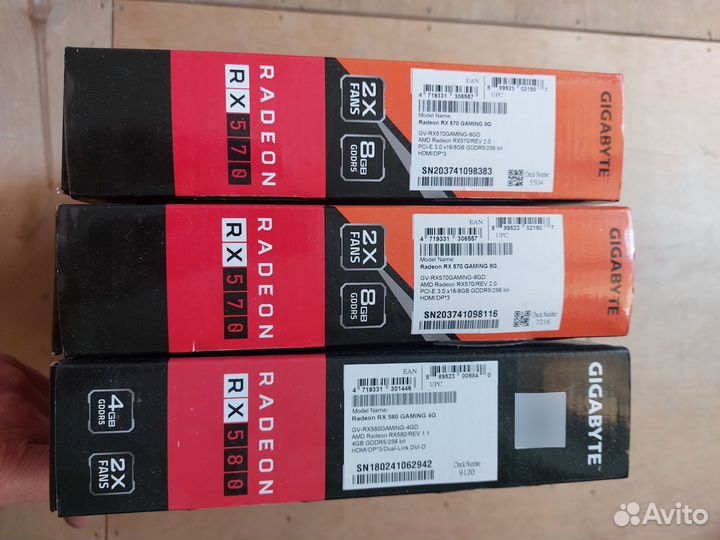 RADEON
RX 570
2X
FANS
8GB
GDDR5
EAN
4 719331 306567
8 89523 02150 7
UPC
Model Name:
Radeon RX 570 GAMING 8G
GV-RX570GAMING-8GD
AMD Radeon RX570/REV 2.0
PCI-E 3.0 x16/8GB GDDR5/256 bit
HDMI/DP*3
SN203741098383
Check Number
5504
GIGABYTE
RADEON
RX 570
2X
FANS
8GB
GDDR5
EAN
4 719331 306567
8 89523 02150 7
UPC
Model Name:
Radeon RX 570 GAMING 8G
GV-RX570GAMING-8GD
AMD Radeon RX570/REV 2.0
PCI-E 3.0 x16/8GB GDDR5/256 bit
HDMI/DP*3
SN203741098116
Check Number
7216
GIGABYTE
4GB
GDDR5
2X
FANS
RADEON
RX 580
EAN
4 719331 301446
8 89523 00984 0
UPC
Model Name:
Radeon RX 580 GAMING 4G
GV-RX580GAMING-4GD
AMD Radeon RX580/REV.1.1
4GB GDDR5/256 bit
HDMI/DP*3/Dual-Link DVI-D
SN180241062942
Check Number
9120
GIGABYTE
Avito